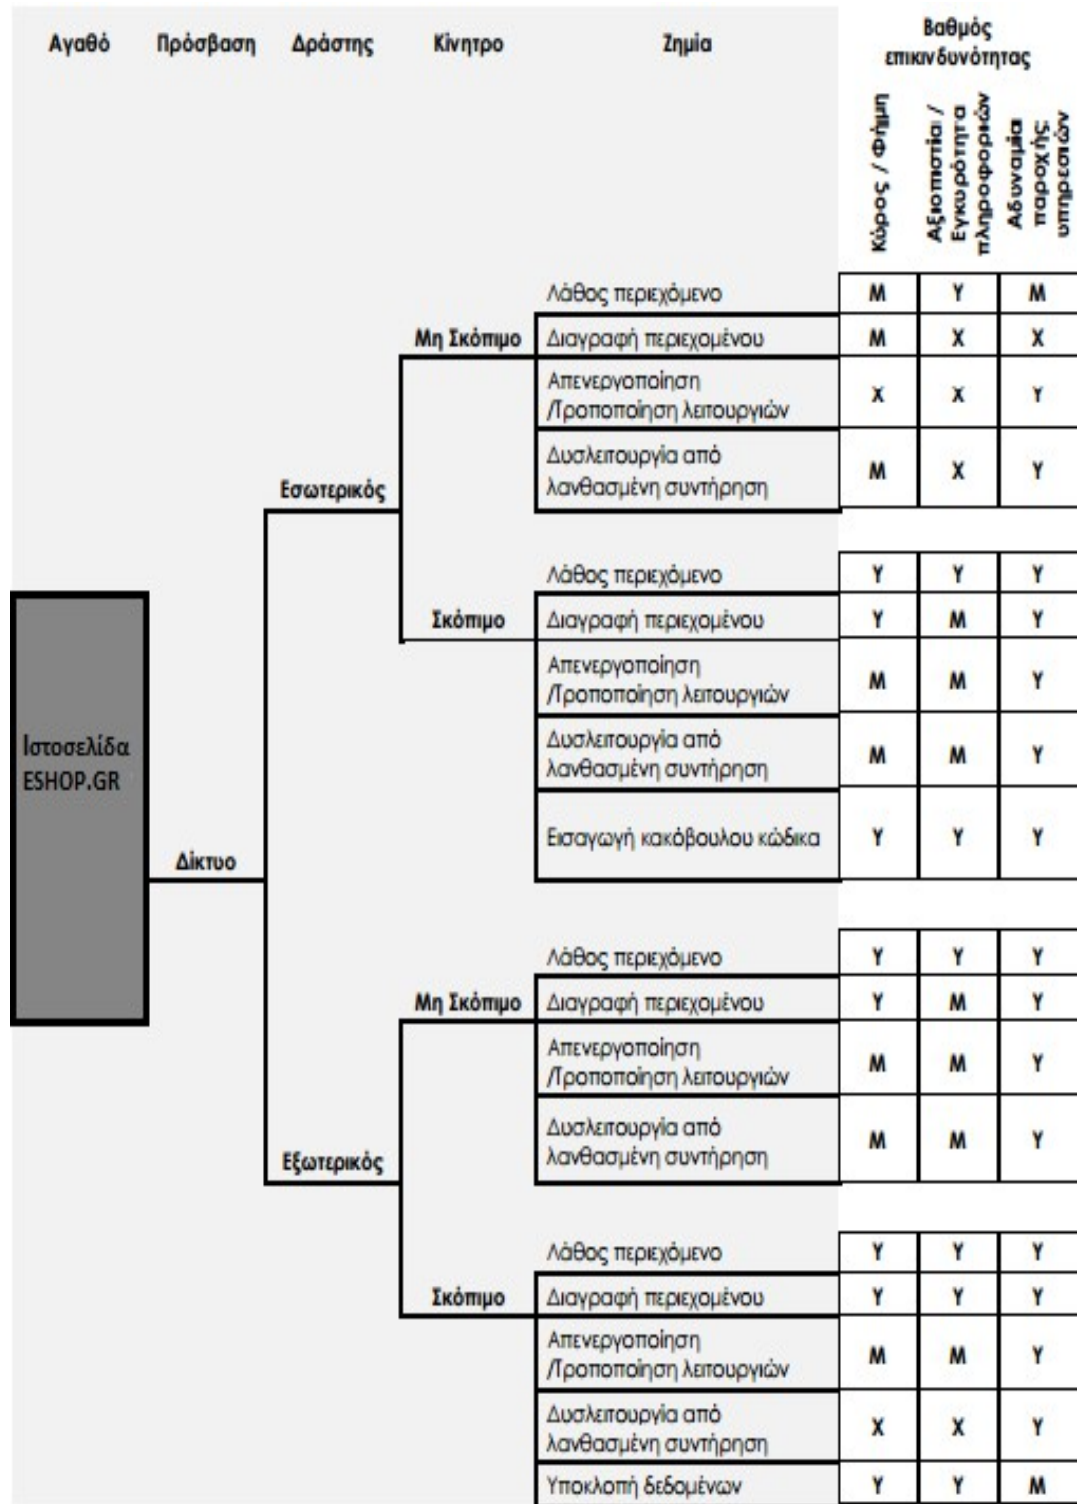 Αγαθό Πρόσβαση Δράστης Κίνητρο Ζημία Βαθμός
επικινδυνότητας
Κύρος / Φήμη
Αξιοπιστία /
Εγκυρότητα
πληροφοριών
Αδυναμία
παροχής
υπηρεσιών
Λάθος περιεχόμενο Μ Υ Μ
Μη Σκόπιμο Διαγραφή περιεχομένου Μ Χ Χ
Απενεργοποίηση
/Τροποποίηση λειτουργιών Χ Χ Υ
Δυσλειτουργία από
λανθασμένη συντήρηση Μ Χ Υ
Εσωτερικός
Λάθος περιεχόμενο Υ Υ Υ
Σκόπιμο Διαγραφή περιεχομένου Υ Μ Υ
Απενεργοποίηση
/Τροποποίηση λειτουργιών Μ Μ Υ
Δυσλειτουργία από
λανθασμένη συντήρηση Μ Μ Υ
Ιστοσελίδα
ESHOP.GR
Εισαγωγή κακόβουλου κώδικα Υ Υ Υ
Δίκτυο
Λάθος περιεχόμενο Υ Υ Υ
Μη Σκόπιμο Διαγραφή περιεχομένου Υ Μ Υ
Απενεργοποίηση
/Τροποποίηση λειτουργιών Μ Μ Υ
Δυσλειτουργία από
λανθασμένη συντήρηση Μ Μ Υ
Εξωτερικός
Λάθος περιεχόμενο Υ Υ Υ
Σκόπιμο Διαγραφή περιεχομένου Υ Υ Υ
Απενεργοποίηση
/Τροποποίηση λειτουργιών Μ Μ Υ
Δυσλειτουργία από
λανθασμένη συντήρηση Χ Χ Υ
Υποκλοπή δεδομένων Υ Υ Μ